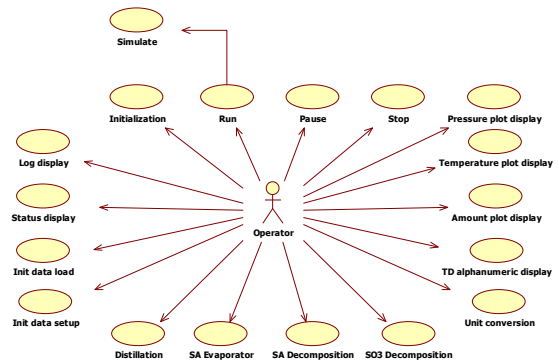 Simulate
Initialization
Run
Pause
Stop
Pressure plot display
Log display
Temperature plot display
Status display
Operator
Amount plot display
Init data load
TD alphanumeric display
Init data setup
Unit conversion
Distillation
SA Evaporator
SA Decomposition
SO3 Decomposition